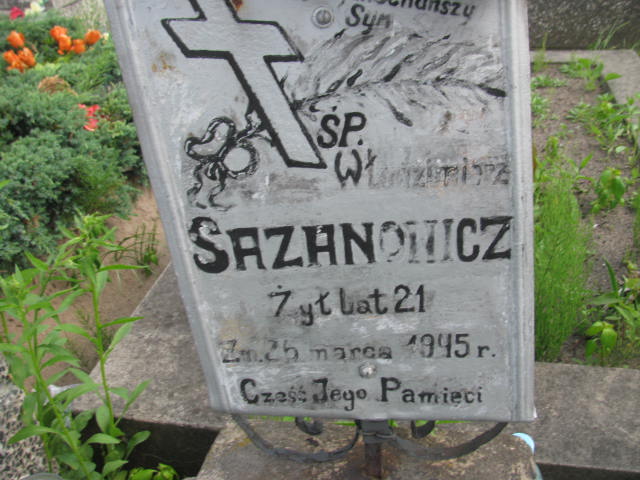 Syn
ŚP.
Włodzimierz
SAZANOWICZ
Żył Lat 21
Zm. 26 marca 1945 r.
Cześć Jego Pamięci